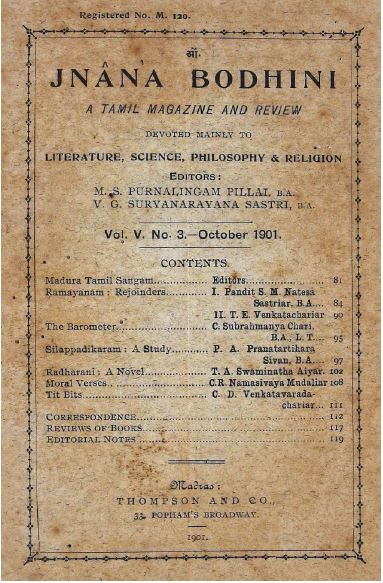 Registered No. M. 120.
ஸ்ரீ.
JNÂNA BODHINI
A TAMIL MAGAZINE AND REVIEW
DEVOTED MAINLY TO
LITERATURE, SCIENCE, PHILOSOPHY & RELIGION
EDITORS:
M. S. PURNALINGAM PILLAI, B.A.
V. G. SURYANARAYANA SASTRI, B.A.
Vol. V. No. 3.—October 1901.
CONTENTS
Madura Tamil Sangam............ Editors............ 81
Ramayanam: Rejoinders............ I. Pandit S. M. Natesa
Sastriar, B.A.... 84
II. T. E. Venkatachariar 90
The Barometer............ C. Subrahmanya Chari,
B.A., L.T.... 95
Silappadikaram: A Study............ P. A. Pranatartihara
Sivan, B.A.... 97
Radharani: A Novel............ T. A. Swaminatha Aiyar. 102
Moral Verses............ C.R. Namasivaya Mudaliar 108
Tit Bits............ C. D. Venkatavarada-
chariar... 111
CORRESPONDENCE............ 112
REVIEWS OF BOOKS............ 117
EDITORIAL NOTES............ 119
Madras:
THOMPSON AND CO.,
33, POPHAM'S BROADWAY.
1901.